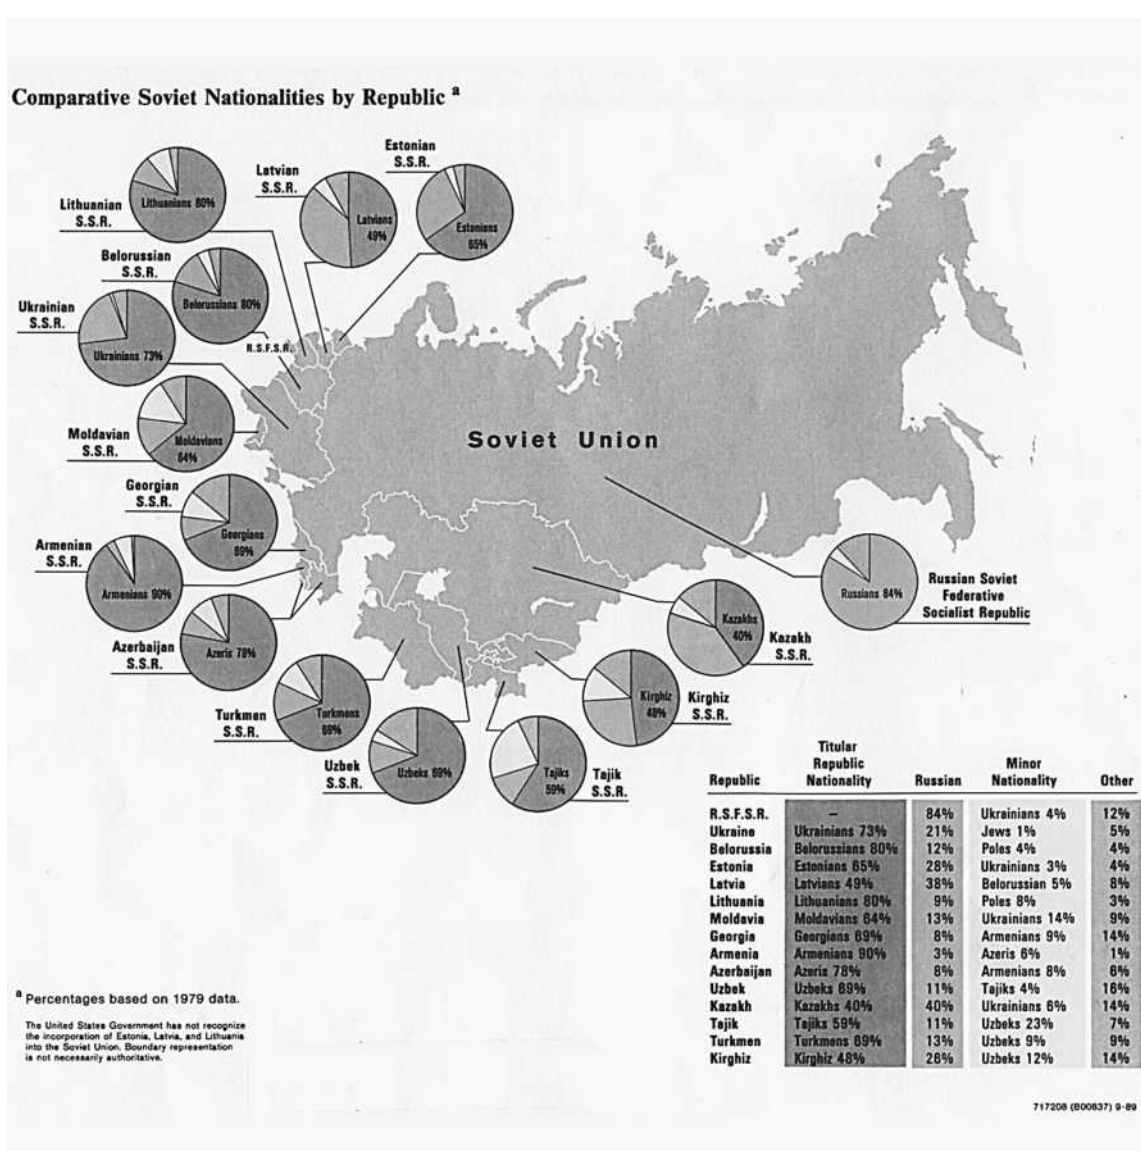 Comparative Soviet Nationalities by Republic a
Estonian
S.S.R.
Latvian
S.S.R.
Lithuanian
S.S.R.
Lithuanians 80%
Latvians
49%
Estonians
65%
Belorussian
S.S.R.
Belorussians 80%
Ukrainian
S.S.R.
Ukrainians 73%
R.S.F.S.R.
Moldavian
S.S.R.
Moldavians
64%
Soviet Union
Georgian
S.S.R.
Georgians
69%
Armenian
S.S.R.
Armenians 90%
Azerbaijan
S.S.R.
Azeris 78%
Turkmen
S.S.R.
Turkmens
69%
Uzbek
S.S.R.
Uzbeks 69%
Tajik
S.S.R.
Tajiks
59%
Kirghiz
S.S.R.
Kirghiz
48%
Kazakh
S.S.R.
Kazakhs
40%
Russians 84%
Russian Soviet
Federative
Socialist Republic
Republic Titular Republic Nationality Russian Minor Nationality Other
R.S.F.S.R. – 84% Ukrainians 4% 12%
Ukraine Ukrainians 73% 21% Jews 1% 5%
Belorussia Belorussians 80% 12% Poles 4% 4%
Estonia Estonians 65% 28% Ukrainians 3% 4%
Latvia Latvians 49% 38% Belorussian 5% 8%
Lithuania Lithuanians 80% 9% Poles 8% 3%
Moldavia Moldavians 64% 13% Ukrainians 14% 9%
Georgia Georgians 69% 8% Armenians 9% 14%
Armenia Armenians 90% 3% Azeris 6% 1%
Azerbaijan Azeris 78% 8% Armenians 8% 6%
Uzbek Uzbeks 69% 11% Tajiks 4% 16%
Kazakh Kazakhs 40% 40% Ukrainians 6% 14%
Tajik Tajiks 59% 11% Uzbeks 23% 7%
Turkmen Turkmens 69% 13% Uzbeks 9% 9%
Kirghiz Kirghiz 48% 26% Uzbeks 12% 14%
a Percentages based on 1979 data.
The United States Government has not recognize
the incorporation of Estonia, Latvia, and Lithuania
into the Soviet Union. Boundary representation
is not necessarily authoritative.
717208 (B00837) 9-89